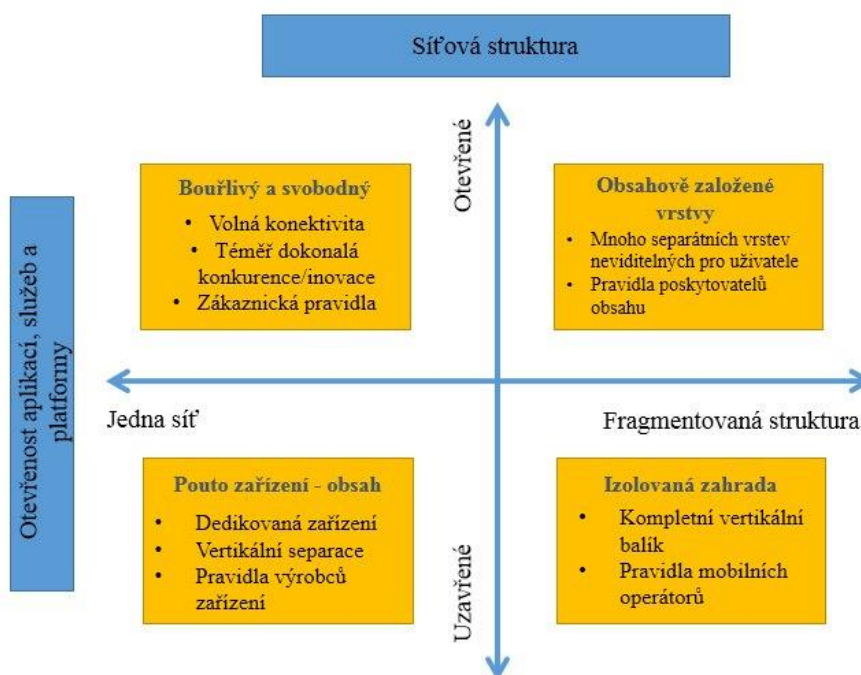 Síťová struktura
Otevřenost aplikací, služeb a
platformy
Otevřené
Bouřlivý a svobodný
• Volná konektivita
• Téměř dokonalá
konkurence/inovace
• Zákaznická pravidla
Obsahově založené
vrstvy
• Mnoho separátních vrstev
neviditelných pro uživatele
• Pravidla poskytovatelů
obsahu
Jedna síť
Fragmentovaná struktura
Pouto zařízení - obsah
• Dedikovaná zařízení
• Vertikální separace
• Pravidla výrobců
zařízení
Izolovaná zahrada
• Kompletní vertikální
balík
• Pravidla mobilních
operátorů
Uzavřené